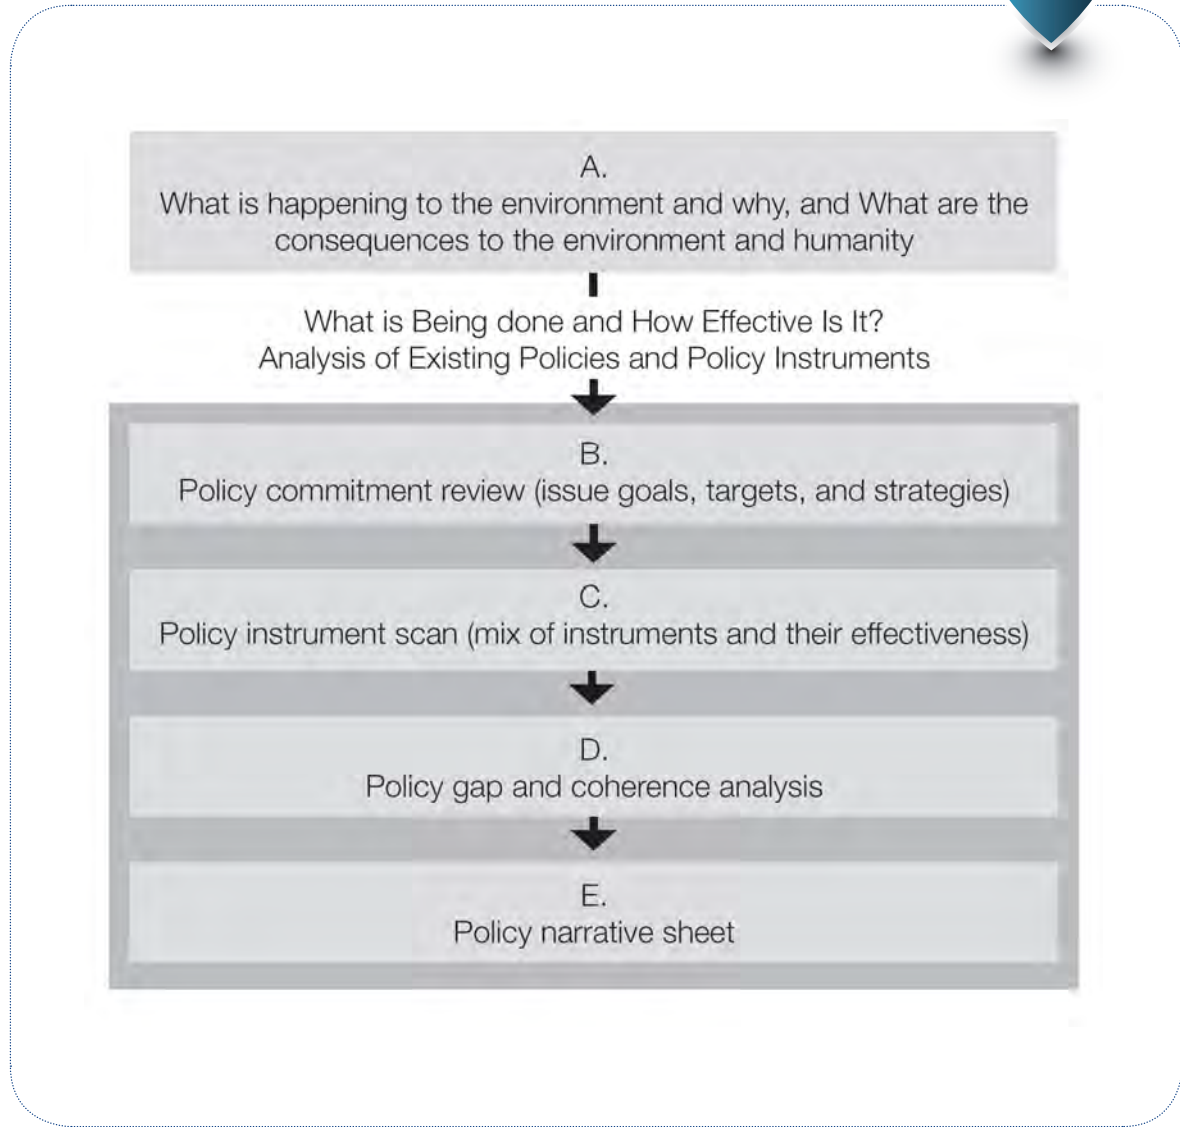 A.
What is happening to the environment and why, and What are the
consequences to the environment and humanity
What is Being done and How Effective Is It?
Analysis of Existing Policies and Policy Instruments
B.
Policy commitment review (issue goals, targets, and strategies)
C.
Policy instrument scan (mix of instruments and their effectiveness)
D.
Policy gap and coherence analysis
E.
Policy narrative sheet